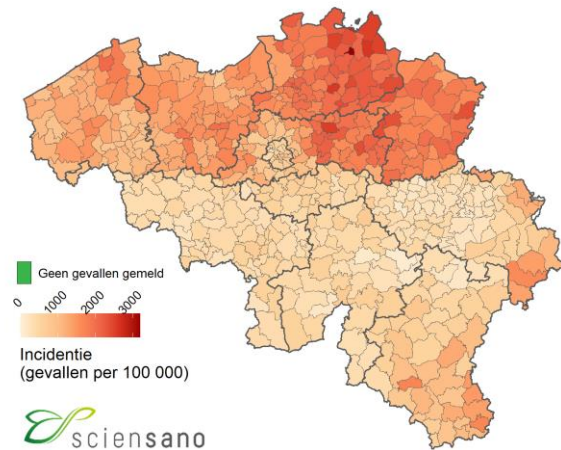 Geen gevallen gemeld
0 1000 2000 3000
Incidentie
(gevallen per 100 000)
sciensano